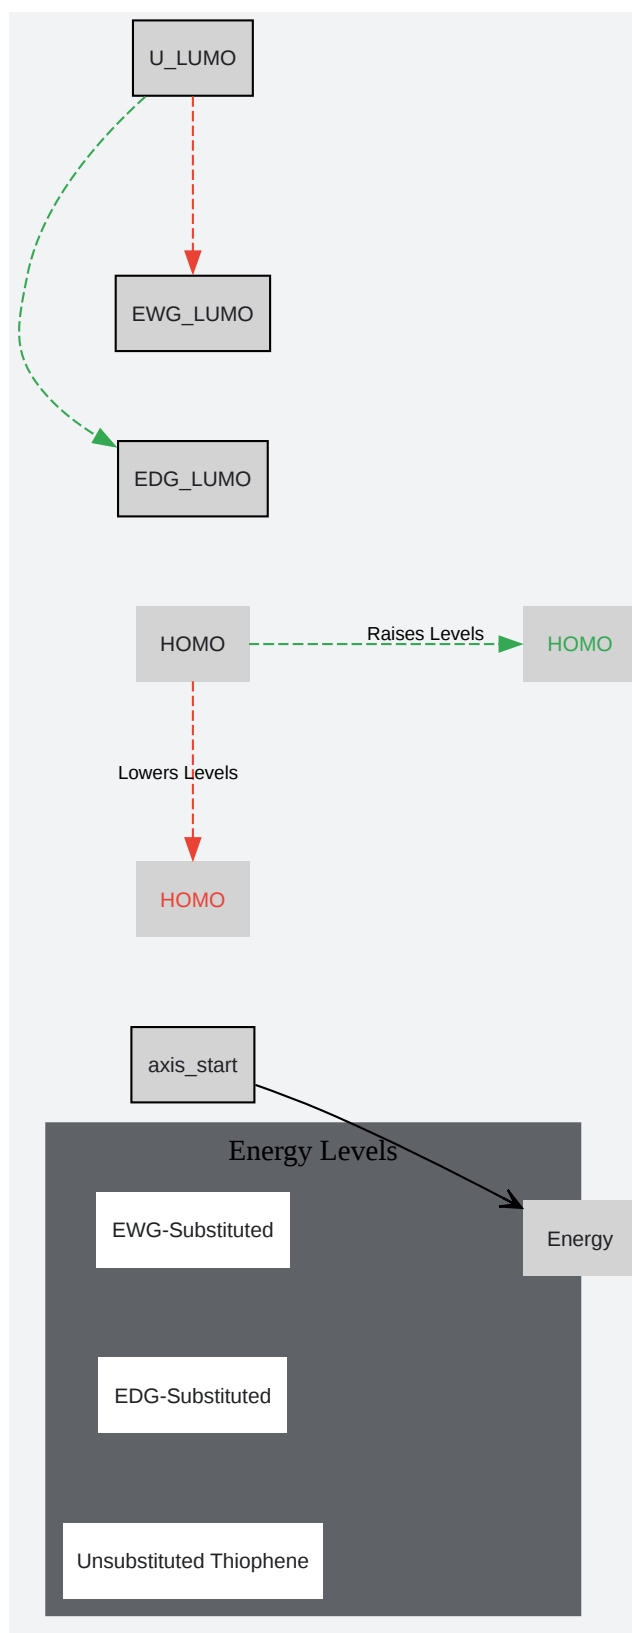 U_LUMO
EWG_LUMO
EDG_LUMO
HOMO
Raises Levels
HOMO
Lowers Levels
HOMO
axis_start
Energy Levels
EWG-Substituted
Energy
EDG-Substituted
Unsubstituted Thiophene